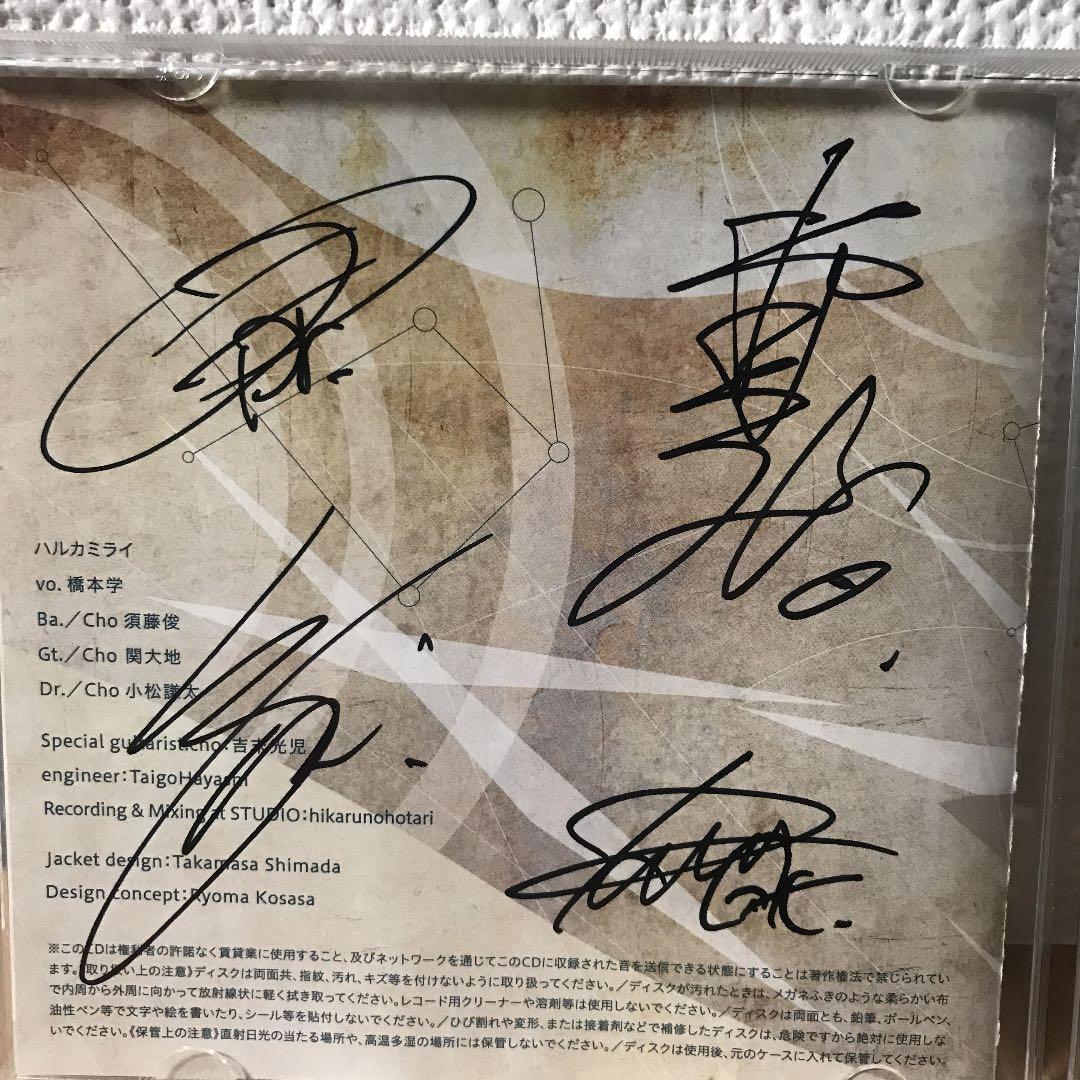 ハルカミライ
vo. 橋本学
Ba.／Cho 須藤俊
Gt.／Cho 関大地
Dr.／Cho 小松謙太
Special guitarist.cho：吉末光児
engineer：TaigoHayashi
Recording & Mixing at STUDIO：hikarunohotari
Jacket design：Takamasa Shimada
Design concept：Ryoma Kosasa
※このCDは権利者の許諾なく賃貸業に使用すること、及びネットワークを通じてこのCDに収録された音を送信できる状態にすることは著作権法で禁じられてい
ます。《取り扱い上の注意》ディスクは両面共、指紋、汚れ、キズ等を付けないように取り扱ってください。／ディスクが汚れたときは、メガネふきのような柔らかい布
で内周から外周に向かって放射線状に軽く拭き取ってください。レコード用クリーナーや溶剤等は使用しないでください。／ディスクは両面とも、鉛筆、ボールペン、
油性ペン等で文字や絵を書いたり、シール等を貼付しないでください。／ひび割れや変形、または接着剤などで補修したディスクは、危険ですから絶対に使用しな
いでください。《保管上の注意》直射日光の当たる場所や、高温多湿の場所には保管しないでください。／ディスクは使用後、元のケースに入れて保管してください。